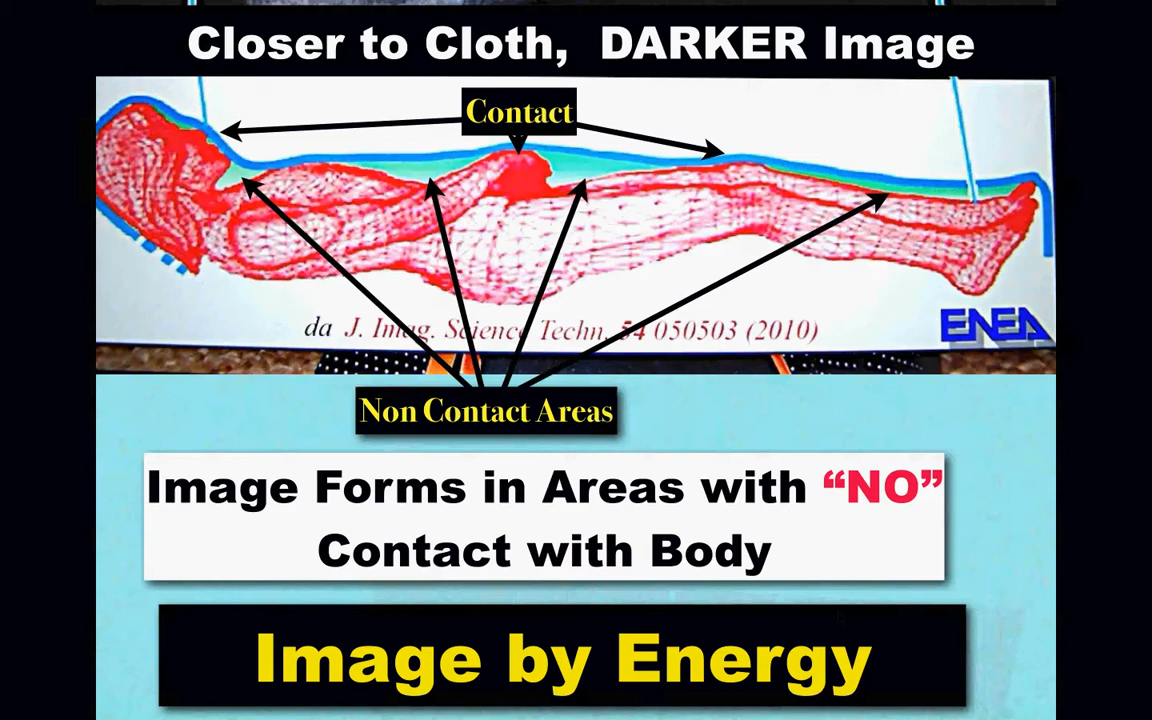 Closer to Cloth, DARKER Image
Contact
da J. Imag. Science Techn. 54 050503 (2010)
ENEA
Non Contact Areas
Image Forms in Areas with “NO”
Contact with Body
Image by Energy